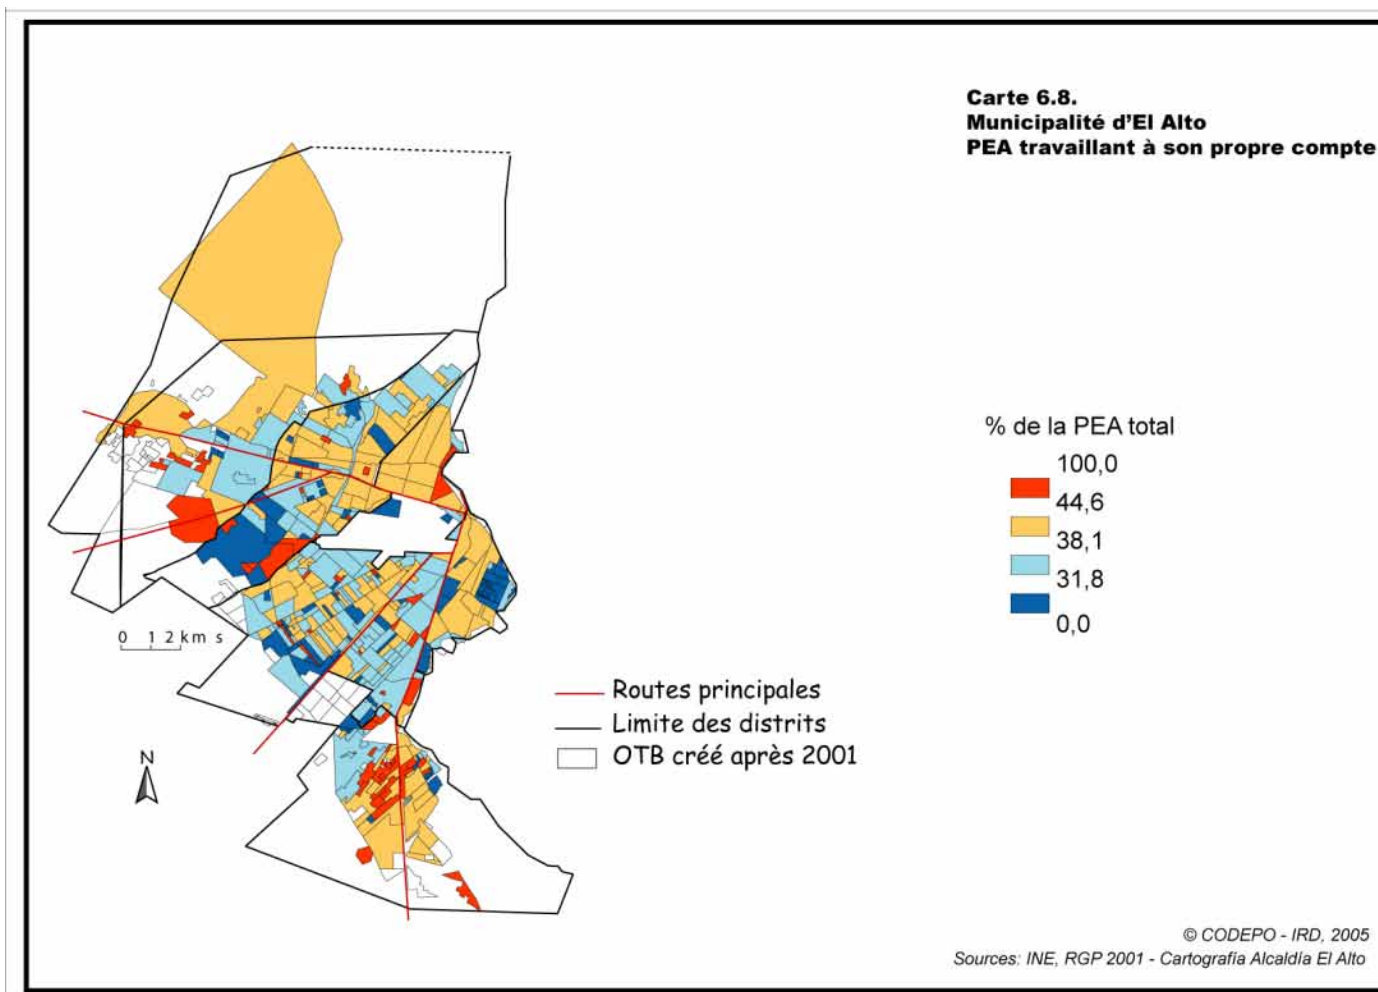 Carte 6.8.
Municipalité d'El Alto
PEA travaillant à son propre compte
% de la PEA total
100,0
44,6
38,1
31,8
0,0
0 1 2 km s
Routes principales
Limite des distrits
OTB créé après 2001
N
© CODEPO - IRD, 2005
Sources: INE, RGP 2001 - Cartografía Alcaldía El Alto